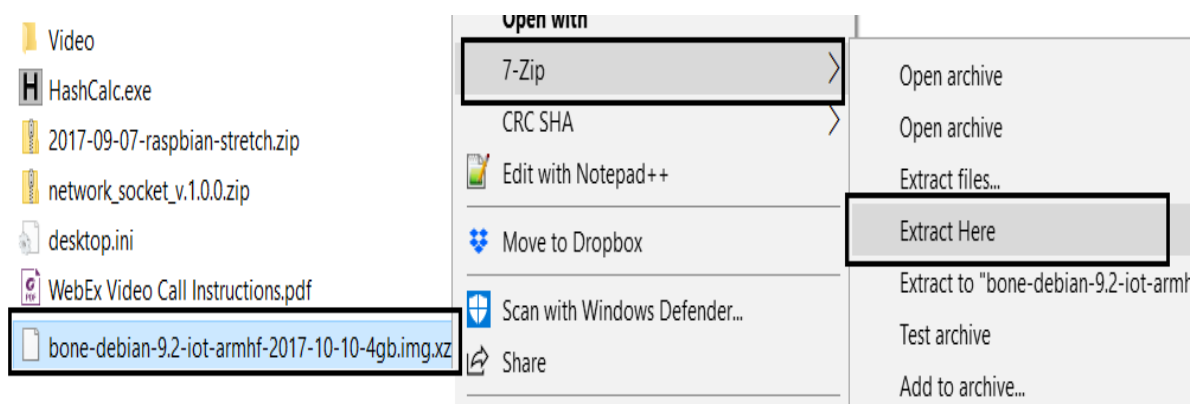 Video
HashCalc.exe
2017-09-07-raspbian-stretch.zip
network_socket_v.1.0.0.zip
desktop.ini
WebEx Video Call Instructions.pdf
bone-debian-9.2-iot-armhf-2017-10-10-4gb.img.xz
Open with
7-Zip
CRC SHA
Edit with Notepad++
Move to Dropbox
Scan with Windows Defender...
Share
Open archive
Open archive
Extract files...
Extract Here
Extract to "bone-debian-9.2-iot-armh
Test archive
Add to archive...